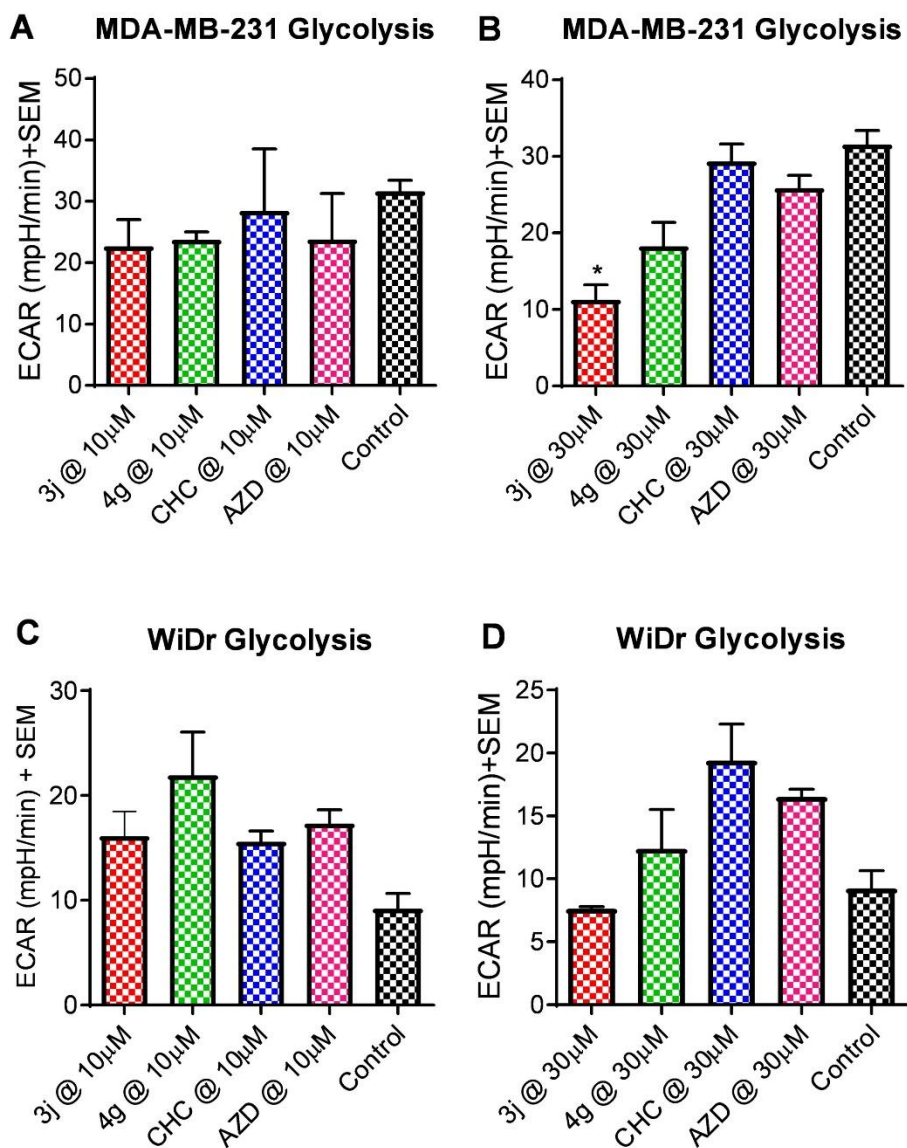 A MDA-MB-231 Glycolysis
ECAR (mpH/min)+SEM
50
40
30
20
10
0
3j @ 10µM
4g @ 10µM
CHC @ 10µM
AZD @ 10µM
Control
B MDA-MB-231 Glycolysis
ECAR (mpH/min)+SEM
40
30
20
10
0
*
3j @ 30µM
4g @ 30µM
CHC @ 30µM
AZD @ 30µM
Control
C WiDr Glycolysis
ECAR (mpH/min) + SEM
30
20
10
0
3j @ 10µM
4g @ 10µM
CHC @ 10µM
AZD @ 10µM
Control
D WiDr Glycolysis
ECAR (mpH/min)+SEM
25
20
15
10
5
0
3j @ 30µM
4g @ 30µM
CHC @ 30µM
AZD @ 30µM
Control